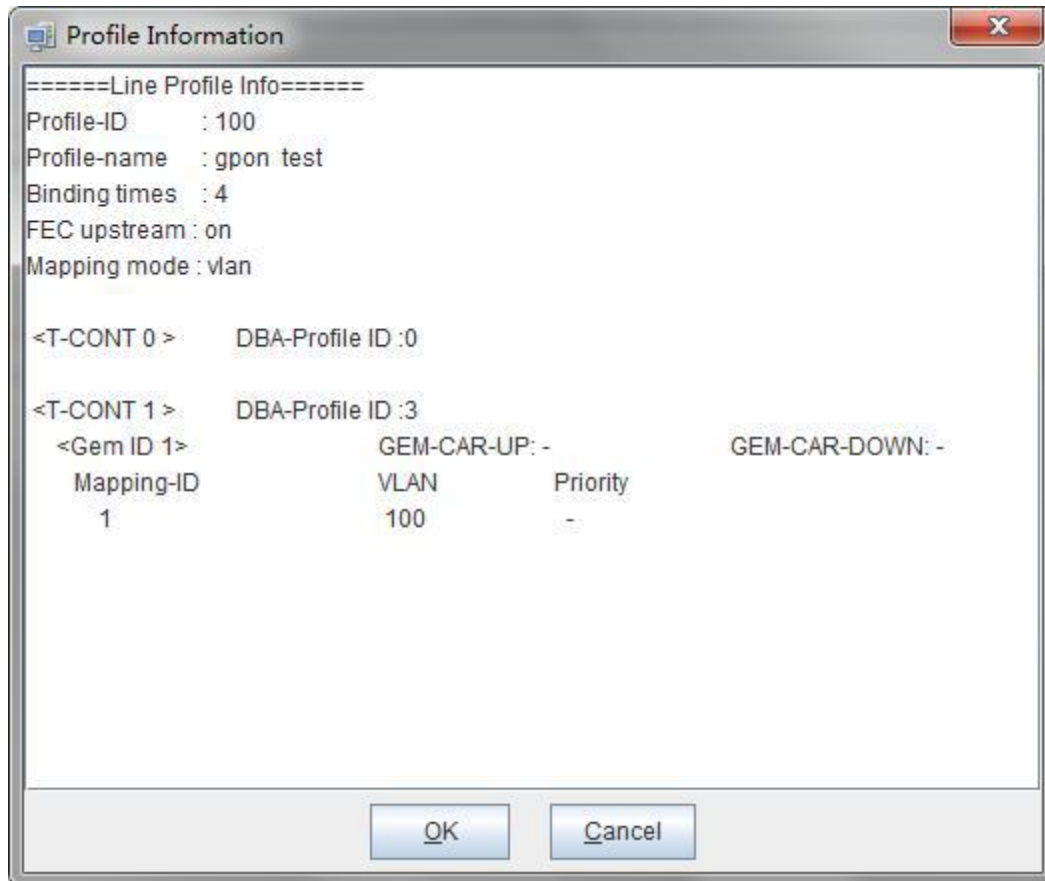 Profile Information
======Line Profile Info======
Profile-ID : 100
Profile-name : gpon test
Binding times : 4
FEC upstream : on
Mapping mode : vlan
<T-CONT 0 > DBA-Profile ID :0
<T-CONT 1 > DBA-Profile ID :3
<Gem ID 1> GEM-CAR-UP: - GEM-CAR-DOWN: -
Mapping-ID VLAN Priority
1 100 -
OK Cancel